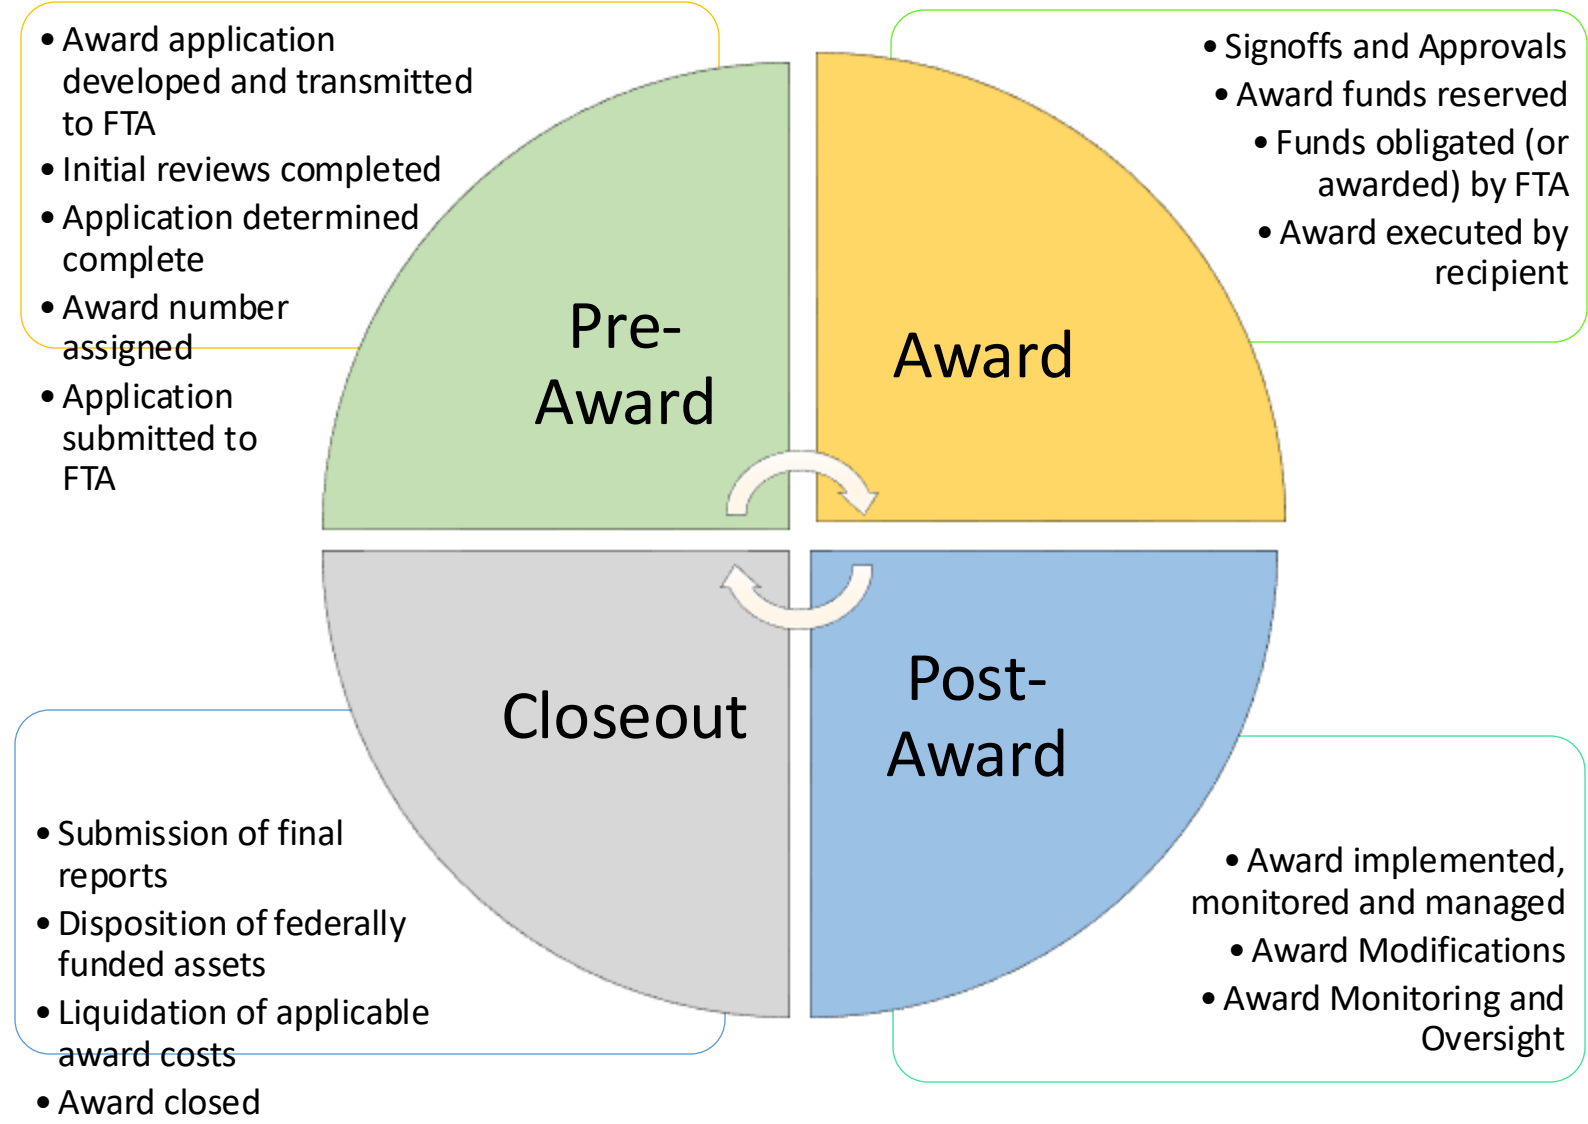 • Award application
developed and transmitted
to FTA
• Initial reviews completed
• Application determined
complete
• Award number
assigned
• Application
submitted to
FTA
• Signoffs and Approvals
• Award funds reserved
• Funds obligated (or
awarded) by FTA
• Award executed by
recipient
Pre-
Award
Award
Closeout
Post-
Award
• Submission of final
reports
• Disposition of federally
funded assets
• Liquidation of applicable
award costs
• Award closed
• Award implemented,
monitored and managed
• Award Modifications
• Award Monitoring and
Oversight